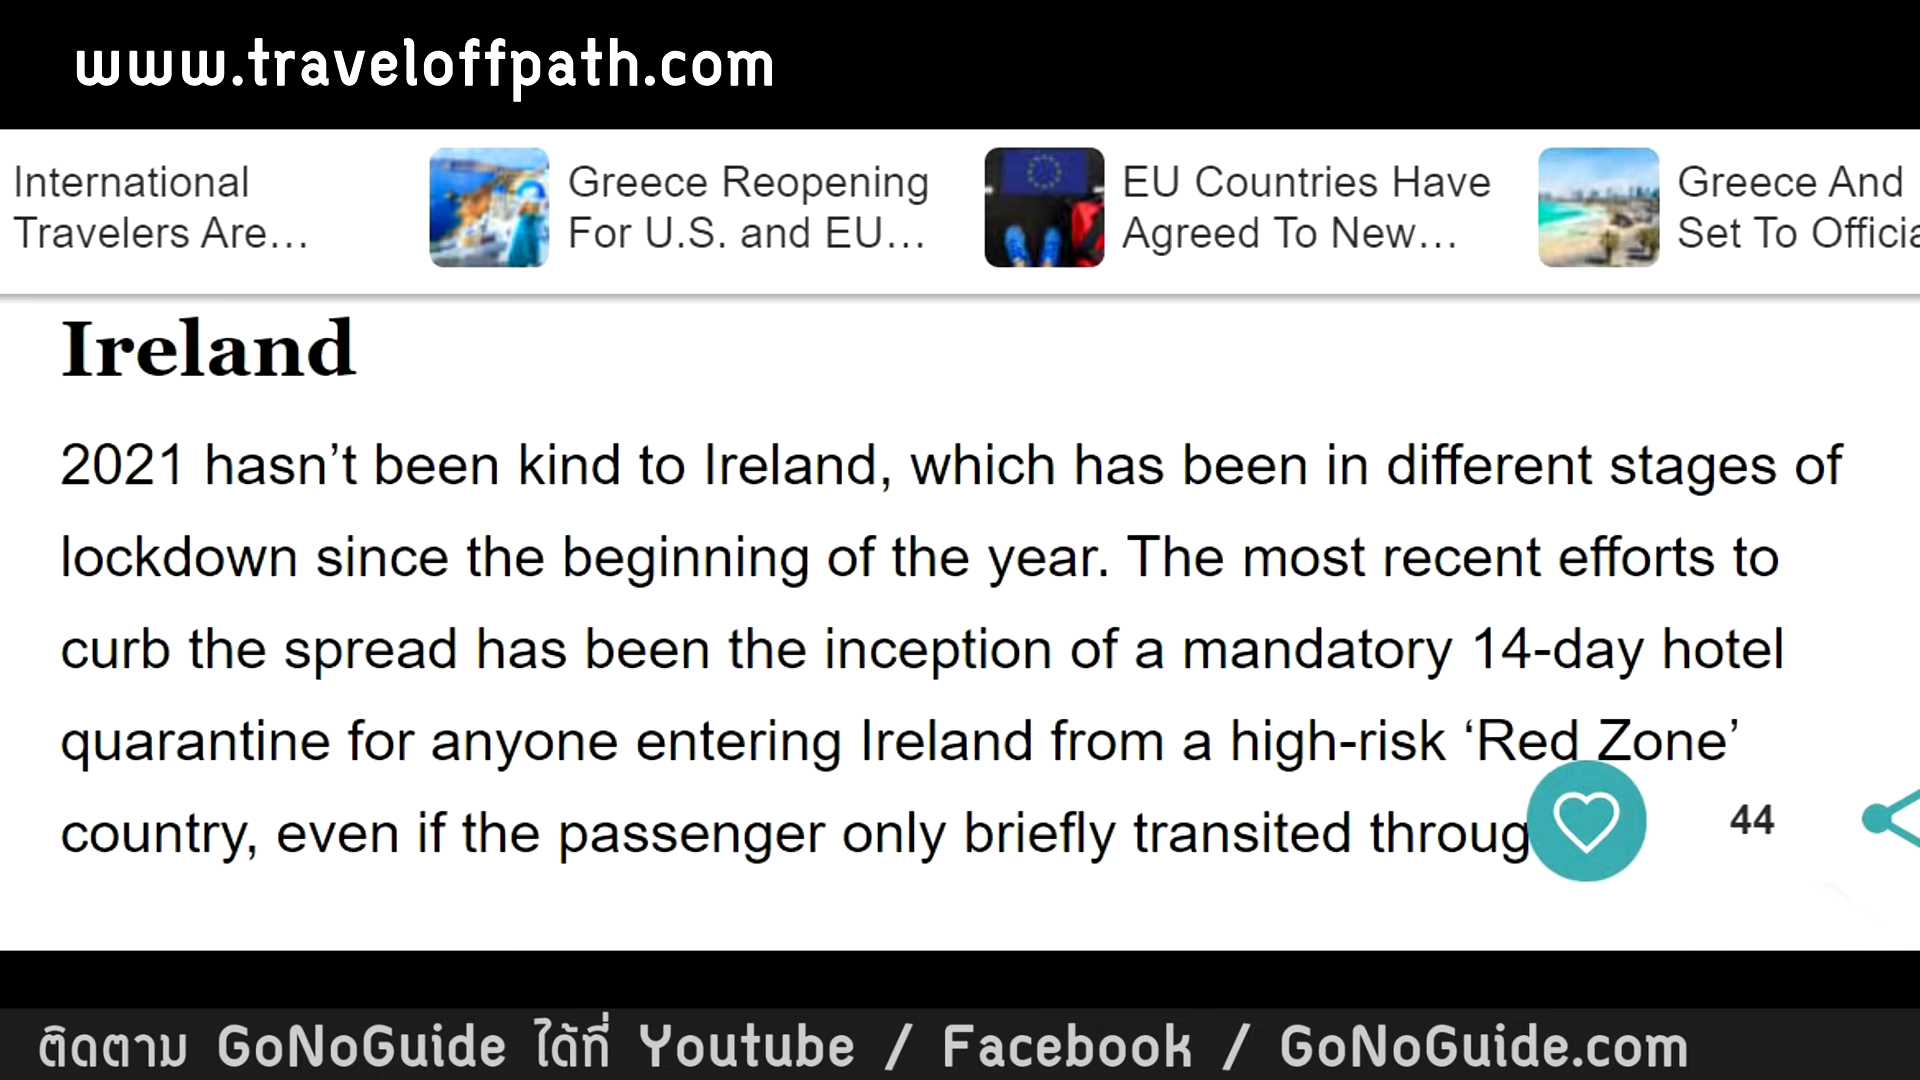 www.traveloffpath.com
International
Travelers Are...
Greece Reopening
For U.S. and EU...
EU Countries Have
Agreed To New...
Greece And
Set To Officia
Ireland
2021 hasn’t been kind to Ireland, which has been in different stages of
lockdown since the beginning of the year. The most recent efforts to
curb the spread has been the inception of a mandatory 14-day hotel
quarantine for anyone entering Ireland from a high-risk ‘Red Zone’
country, even if the passenger only briefly transited throug
44
ติดตาม GoNoGuide ได้ที่ Youtube / Facebook / GoNoGuide.com